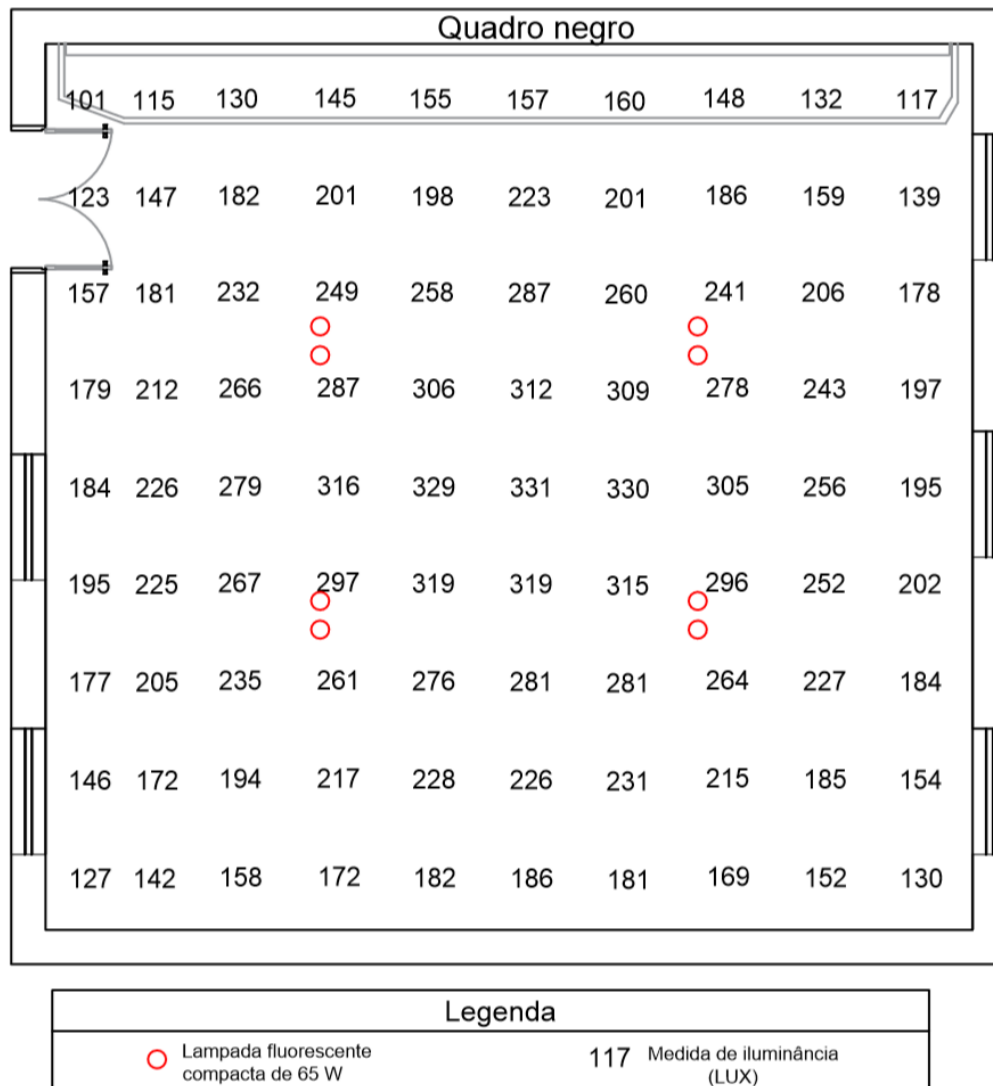 Quadro negro
101 115 130 145 155 157 160 148 132 117
123 147 182 201 198 223 201 186 159 139
157 181 232 249 258 287 260 241 206 178
179 212 266 287 306 312 309 278 243 197
184 226 279 316 329 331 330 305 256 195
195 225 267 297 319 319 315 296 252 202
177 205 235 261 276 281 281 264 227 184
146 172 194 217 228 226 231 215 185 154
127 142 158 172 182 186 181 169 152 130
Legenda
Lampada fluorescente
compacta de 65 W
117 Medida de iluminância
(LUX)